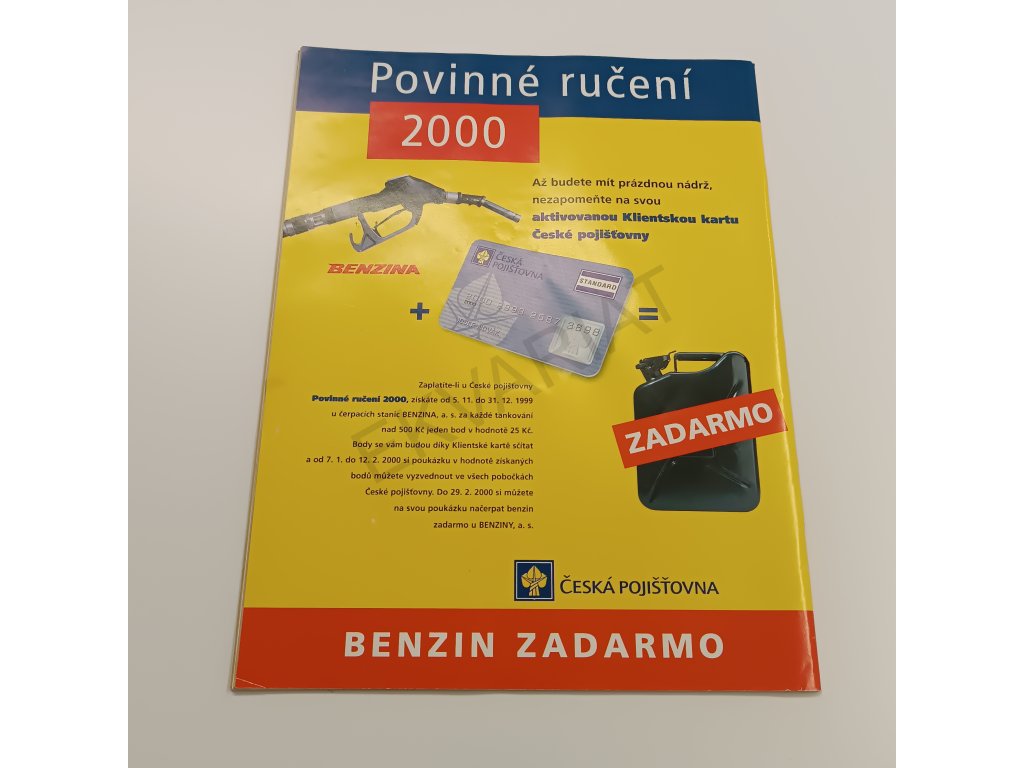 Povinné ručení
2000
Až budete mít prázdnou nádrž,
nezapomeňte na svou
aktivovanou Klientskou kartu
České pojišťovny
BENZINA
ČESKÁ
POJIŠŤOVNA
STANDARD
+
=
ZADARMO
Zaplatíte-li u České pojišťovny
Povinné ručení 2000, získáte od 5. 11. do 31. 12. 1999
u čerpacích stanic BENZINA, a. s. za každé tankování
nad 500 Kč jeden bod v hodnotě 25 Kč.
Body se vám budou díky Klientské kartě sčítat
a od 7. 1. do 12. 2. 2000 si poukázku v hodnotě získaných
bodů můžete vyzvednout ve všech pobočkách
České pojišťovny. Do 29. 2. 2000 si můžete
na svou poukázku načerpat benzin
zadarmo u BENZINY, a. s.
ČESKÁ POJIŠŤOVNA
BENZIN ZADARMO